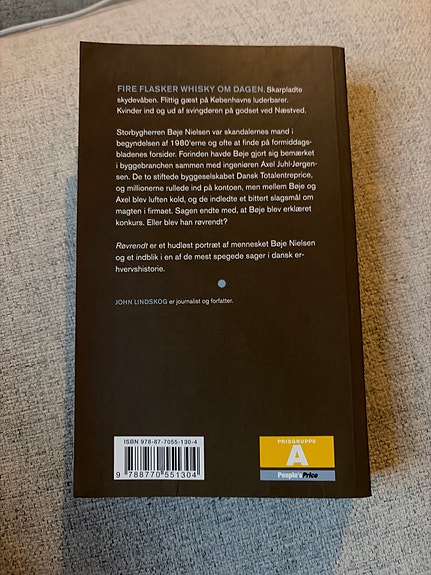 FIRE FLASKER WHISKY OM DAGEN. Skarpladte
skydevåben. Flittig gæst på Københavns luderbarer.
Kvinder ind og ud af svingdøren på godset ved Næstved.
Storbygherren Bøje Nielsen var skandalernes mand i
begyndelsen af 1980'erne og ofte at finde på formiddags-
bladenes forsider. Forinden havde Bøje gjort sig bemærket
i byggebranchen sammen med ingeniøren Axel Juhl-Jørgen-
sen. De to stiftede byggeselskabet Dansk Totalentreprice,
og millionerne rullede ind på kontoen, men mellem Bøje og
Axel blev luften kold, og de indledte et bittert slagsmål om
magten i firmaet. Sagen endte med, at Bøje blev erklæret
konkurs. Eller blev han røvrendt?
Røvrendt er et hudløst portræt af mennesket Bøje Nielsen
og et indblik i en af de mest spegede sager i dansk er-
hvervshistorie.
JOHN LINDSKOG er journalist og forfatter.
ISBN 978-87-7055-130-4
9 788770 551304
PRISGRUPPE
A
People'sPrice